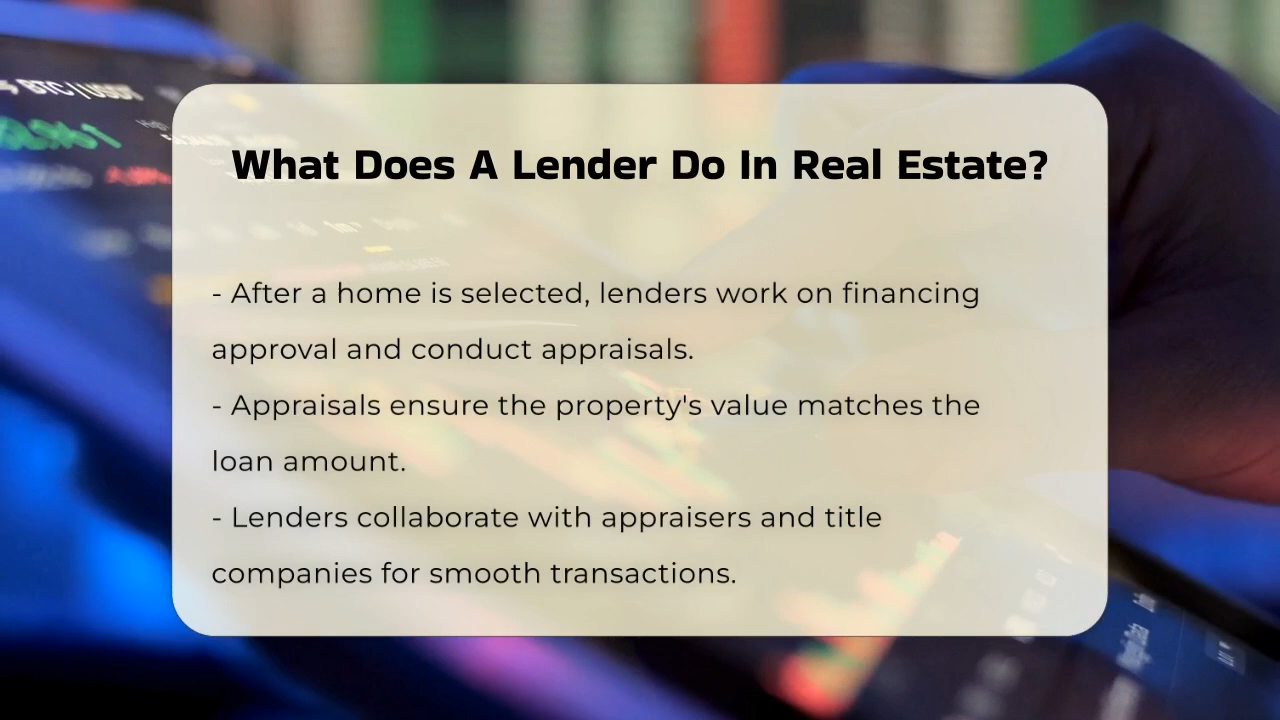 BTC/USDT
What Does A Lender Do In Real Estate?
- After a home is selected, lenders work on financing
approval and conduct appraisals.
- Appraisals ensure the property's value matches the
loan amount.
- Lenders collaborate with appraisers and title
companies for smooth transactions.